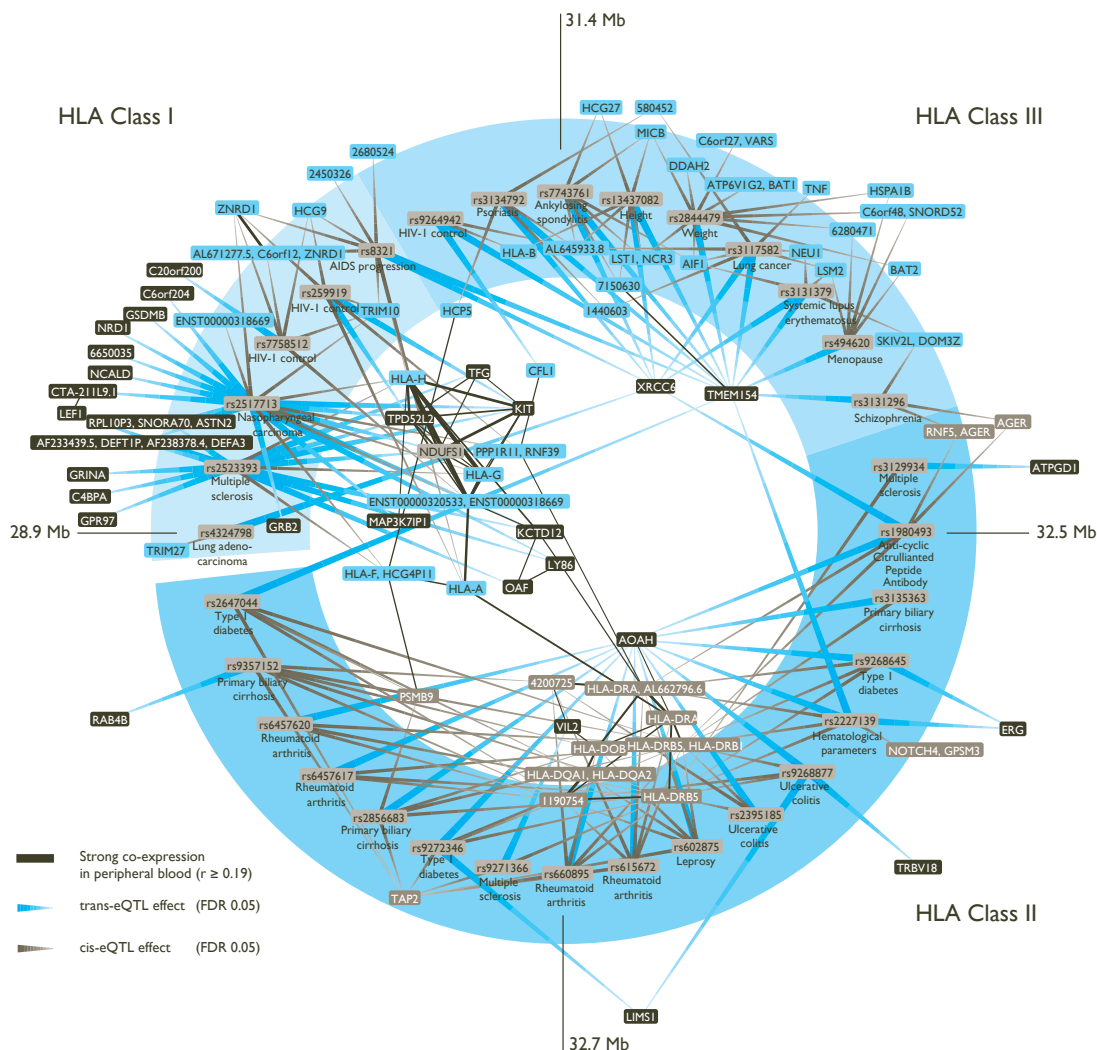 31.4 Mb
HLA Class I
HLA Class III
HCG27
580452
MICB
C6orf27, VARS
2680524
DDAH2
2450326
ATP6V1G2, BAT1
TNF
HSPA1B
rs3134792
Psoriasis
rs7743761
Ankylosing
spondylitis
rs13437082
Height
ZNRD1
HCG9
rs9264942
HIV-1 control
rs2844479
Weight
C6orf48, SNORD52
6280471
AL671277.5, C6orf12, ZNRD1
rs8321
AIDS progression
HLA-B
AL645933.8
LST1, NCR3
AIF1
rs3117582
Lung cancer
NEU1
LSM2
BAT2
C20orf200
C6orf204
rs259919
HIV-1 control
TRIM10
HCP5
7150630
1440603
rs3131379
Systemic lupus
erythematosus
GSDMB
ENST00000318669
NRD1
rs7758512
HIV-1 control
rs494620
Menopause
SKIV2L, DOM3Z
6650035
NCALD
CTA-211L9.1
LEF1
HLA-H
TFG
CFL1
XRCC6
TMEM154
rs2517713
Nasopharyngeal
carcinoma
KIT
TPD52L2
rs3131296
Schizophrenia
AGER
RNF5, AGER
RPL10P3, SNORA70, ASTN2
AF233439.5, DEFT1P, AF238378.4, DEFA3
NDUFS1
PPP1R11, RNF39
HLA-G
rs2523393
Multiple
sclerosis
rs3129934
Multiple
sclerosis
ATPGD1
GRINA
C4BPA
GPR97
ENST00000320533, ENST00000318669
MAP3K7IP1
GRB2
KCTD12
28.9 Mb
32.5 Mb
rs4324798
Lung adeno-
carcinoma
TRIM27
rs1980493
Anti-cyclic
Citrullianted
Peptide
Antibody
LY86
OAF
HLA-F, HCG4P11
HLA-A
rs2647044
Type 1
diabetes
rs3135363
Primary biliary
cirrhosis
AOAH
rs9357152
Primary biliary
cirrhosis
rs9268645
Type 1
diabetes
PSMB9
4200725
HLA-DRA, AL662796.6
HLA-DRA
RAB4B
rs6457620
Rheumatoid
arthritis
VIL2
rs2227139
Hematological
parameters
ERG
NOTCH4, GPSM3
HLA-DOB
HLA-DRB5, HLA-DRB1
rs6457617
Rheumatoid
arthritis
HLA-DQA1, HLA-DQA2
rs9268877
Ulcerative
colitis
1190754
HLA-DRB5
rs2856683
Primary biliary
cirrhosis
rs2395185
Ulcerative
colitis
rs9272346
Type 1
diabetes
rs602875
Leprosy
rs9271366
Multiple
sclerosis
rs660895
Rheumatoid
arthritis
rs615672
Rheumatoid
arthritis
TRBV18
TAP2
Strong co-expression
in peripheral blood (r ≥ 0.19)
trans-eQTL effect (FDR 0.05)
cis-eQTL effect (FDR 0.05)
HLA Class II
LIMS1
32.7 Mb